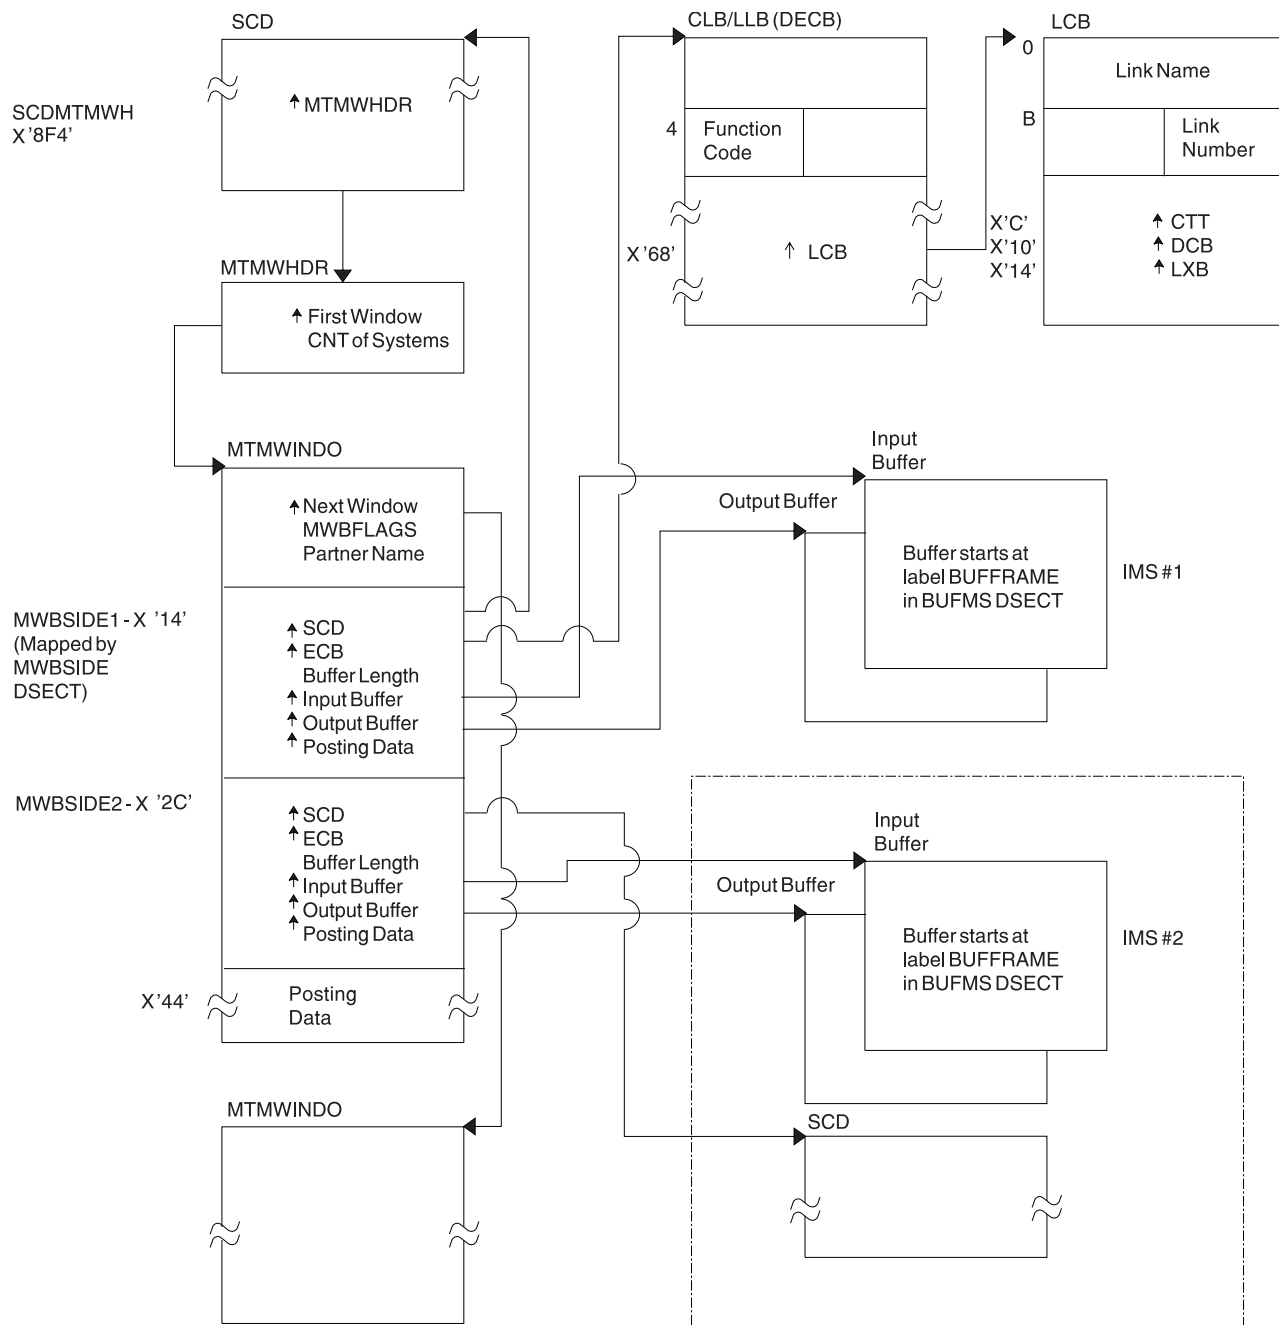 SCD
SCDMTMWH
X '8F4'
MTMWHDR
MTMWHDR
First Window
CNT of Systems
CLB/LLB (DECB)
4
Function
Code
X '68'
LCB
LCB
0
Link Name
B
Link
Number
X 'C'
X '10'
X '14'
CTT
DCB
LXB
MTMWINDO
Next Window
MWBFLAGS
Partner Name
MWBSIDE1 - X '14'
(Mapped by
MWBSIDE
DSECT)
SCD
ECB
Buffer Length
Input Buffer
Output Buffer
Posting Data
MWBSIDE2 - X '2C'
SCD
ECB
Buffer Length
Input Buffer
Output Buffer
Posting Data
X '44'
Posting
Data
MTMWINDO
Input
Buffer
Output Buffer
Buffer starts at
label BUFFRAME
in BUFMS DSECT
IMS #1
Input
Buffer
Output Buffer
Buffer starts at
label BUFFRAME
in BUFMS DSECT
IMS #2
SCD